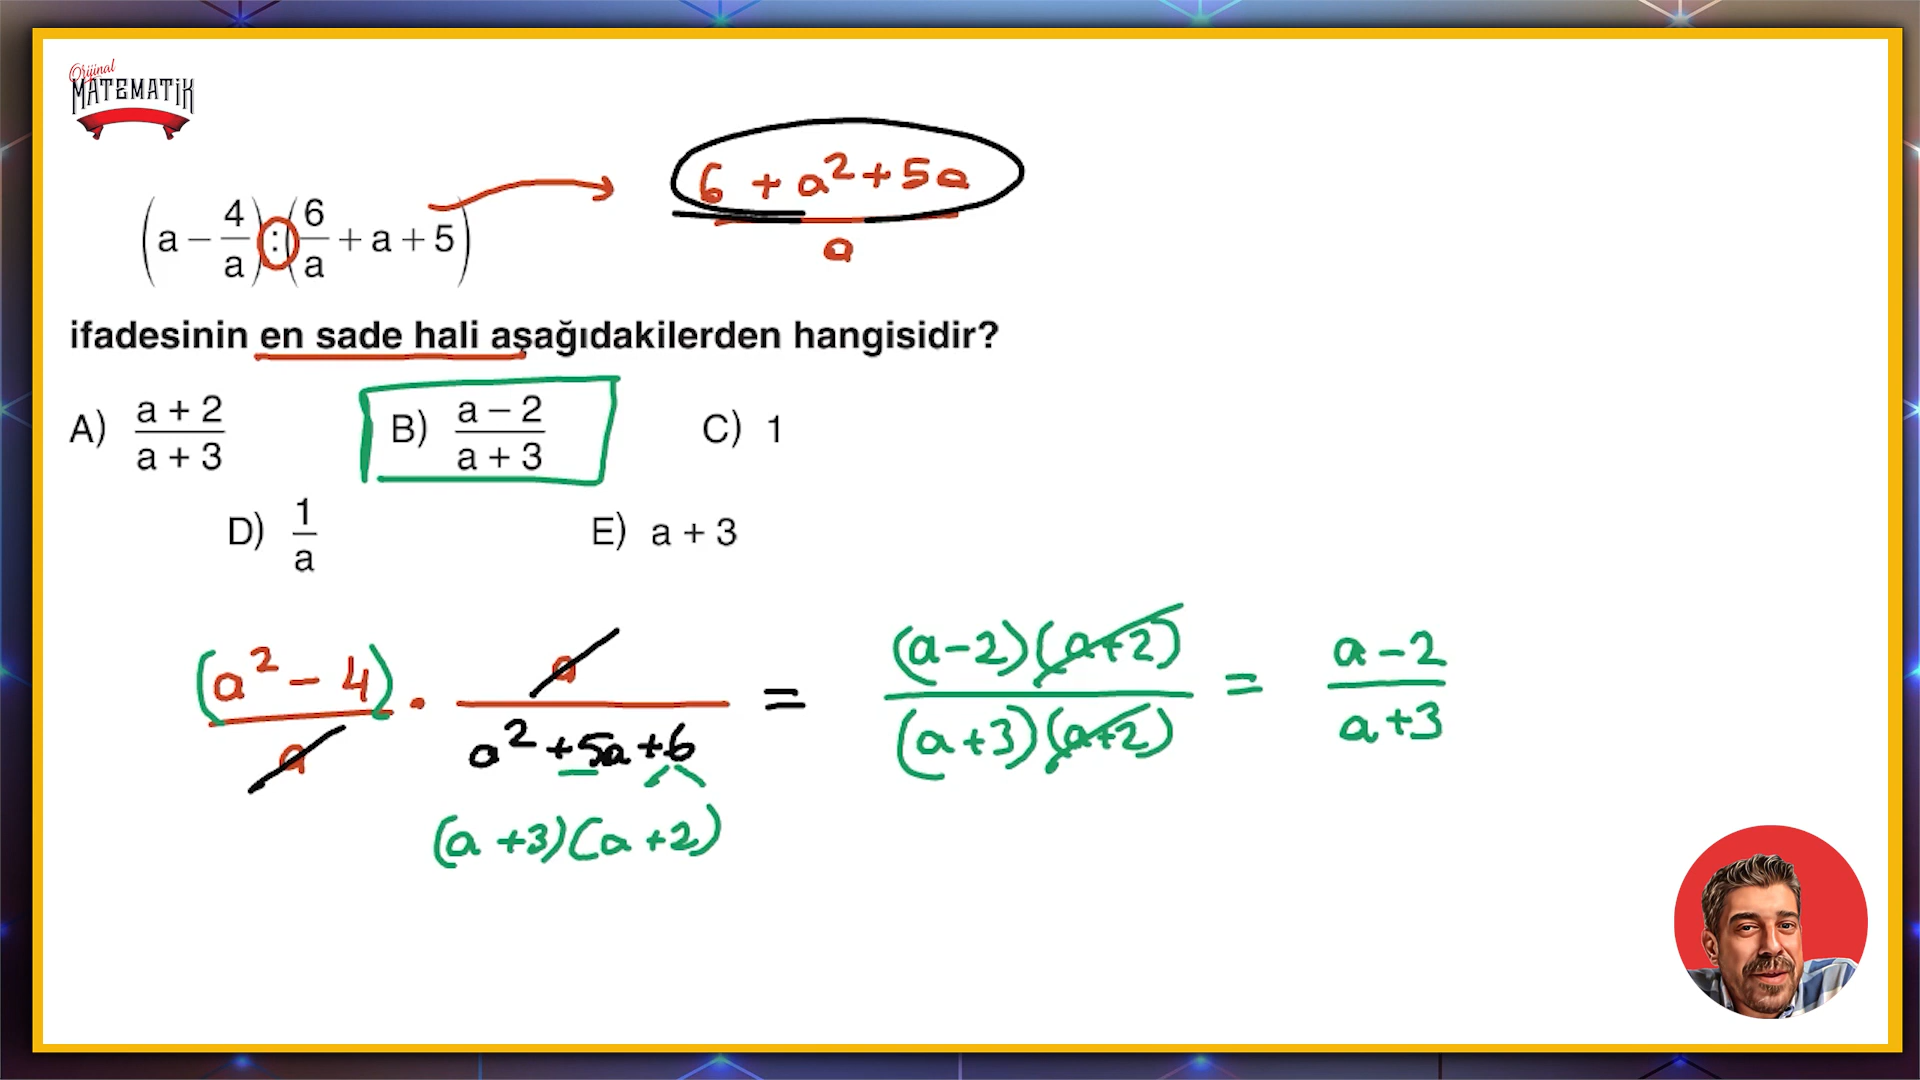 Orijinal
MATEMATİK
6 + a² + 5a
a
(a − 4/a) : (6/a + a + 5)
ifadesinin en sade hali aşağıdakilerden hangisidir?
A) a + 2 / a + 3 B) a − 2 / a + 3 C) 1
D) 1/a E) a + 3
(a² − 4) / a · a / a² + 5a + 6 = (a−2)(a+2) / (a+3)(a+2) = a−2 / a+3
(a +3)(a +2)